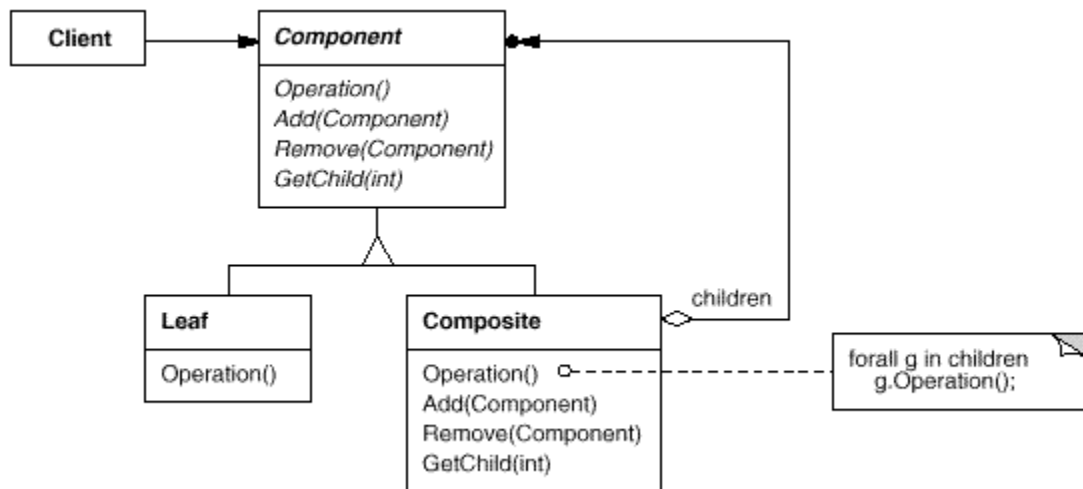 Client
Component
Operation()
Add(Component)
Remove(Component)
GetChild(int)
Leaf
Operation()
Composite
Operation()
Add(Component)
Remove(Component)
GetChild(int)
children
forall g in children
g.Operation();